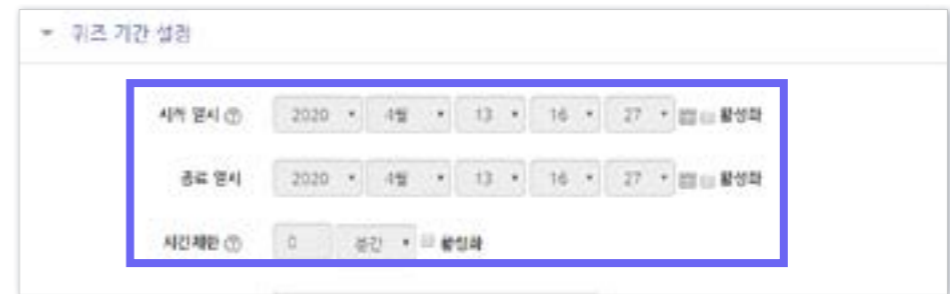 퀴즈 기간 설정
시작 일시 2020 4월 13 16 27 활성화
종료 일시 2020 4월 13 16 27 활성화
시간제한 0 분간 활성화